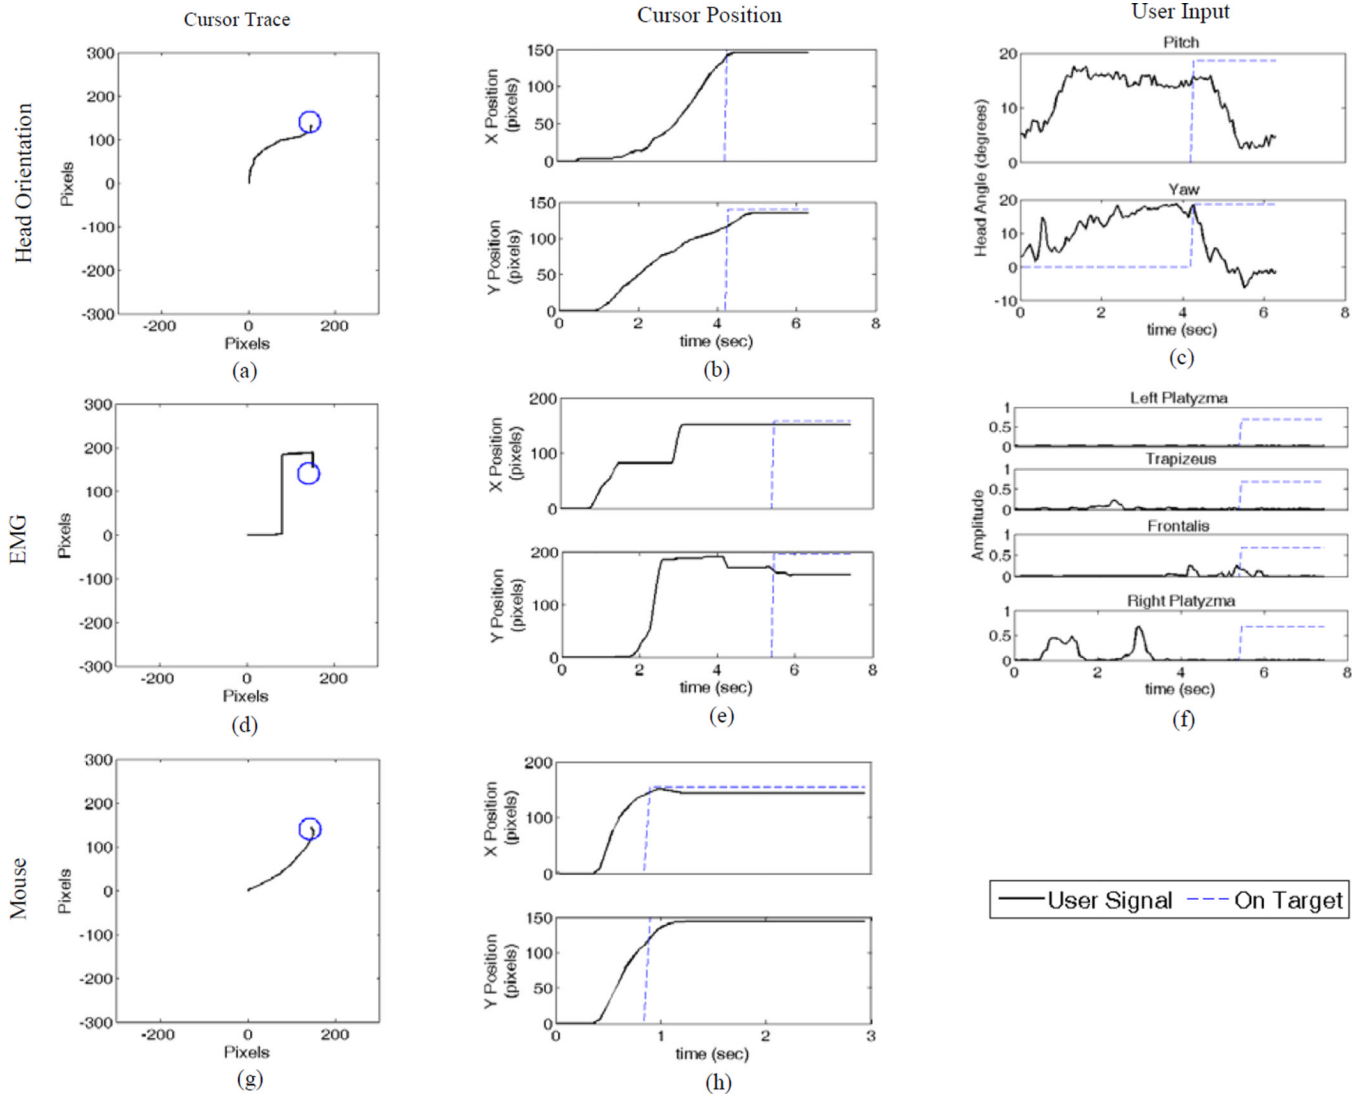 Cursor Trace
Cursor Position
User Input
Head Orientation
300
200
100
0
-100
-200
-300
Pixels
-200 0 200
Pixels
(a)
150
100
50
0
X Position
(pixels)
150
100
50
0
Y Position
(pixels)
0 2 4 6 8
time (sec)
(b)
Pitch
20
10
0
Head Angle (degrees)
Yaw
20
10
0
-10
0 2 4 6 8
time (sec)
(c)
EMG
300
200
100
0
-100
-200
-300
Pixels
-200 0 200
Pixels
(d)
200
100
0
X Position
(pixels)
200
100
0
Y Position
(pixels)
0 2 4 6 8
time (sec)
(e)
Left Platyzma
1
0.5
0
Trapizeus
1
0.5
0
Amplitude
Frontalis
1
0.5
0
Right Platyzma
1
0.5
0
0 2 4 6 8
time (sec)
(f)
Mouse
300
200
100
0
-100
-200
-300
Pixels
-200 0 200
Pixels
(g)
200
100
0
X Position
(pixels)
150
100
50
0
Y Position
(pixels)
0 1 2 3
time (sec)
(h)
User Signal On Target